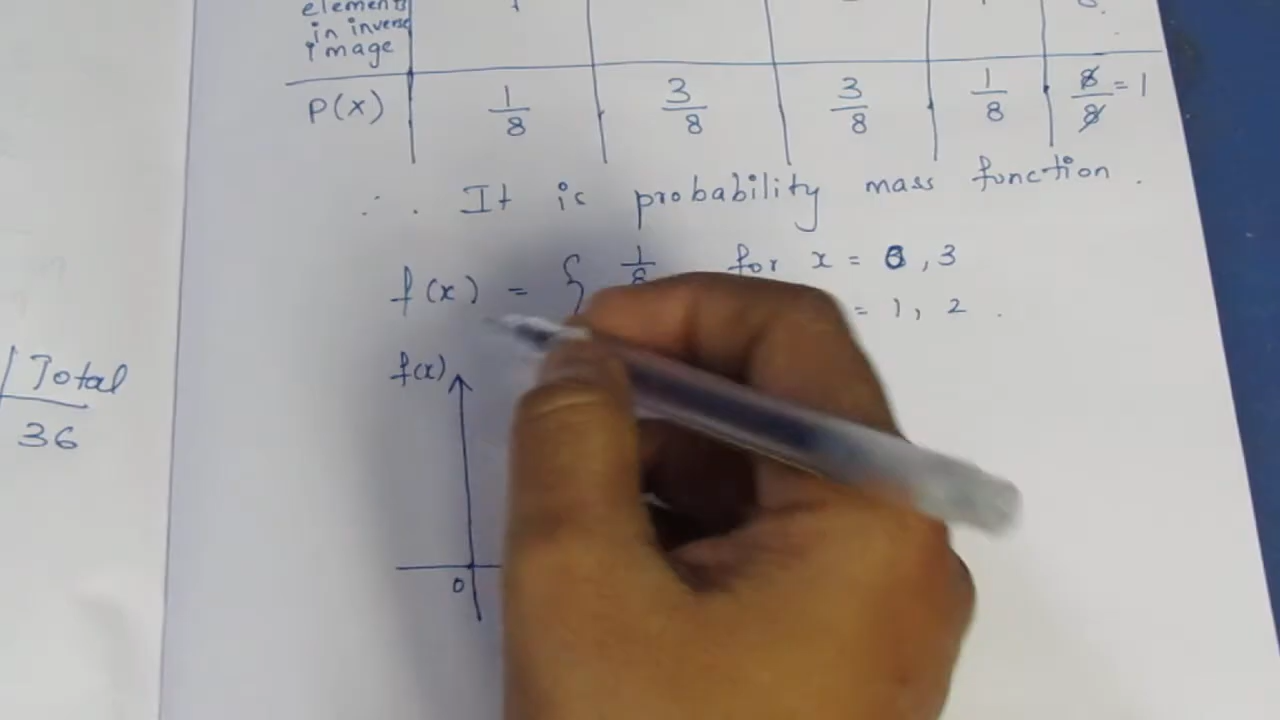 elements
in inverse
image
P(x) 1/8 3/8 3/8 1/8 8/8 = 1
∴ It is probability mass function.
f(x) = { 1/8 for x = 0, 3
= 1, 2 .
f(x)
0
Total
36